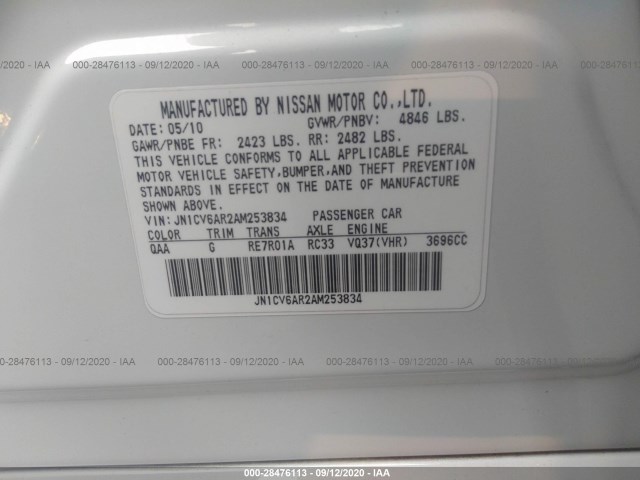 000-28476113 - 09/12/2020 - IAA
MANUFACTURED BY NISSAN MOTOR CO.,LTD.
DATE: 05/10 GVWR/PNBV: 4846 LBS.
GAWR/PNBE FR: 2423 LBS. RR: 2482 LBS.
THIS VEHICLE CONFORMS TO ALL APPLICABLE FEDERAL
MOTOR VEHICLE SAFETY,BUMPER,AND THEFT PREVENTION
STANDARDS IN EFFECT ON THE DATE OF MANUFACTURE
SHOWN ABOVE.
VIN: JN1CV6AR2AM253834 PASSENGER CAR
COLOR TRIM TRANS AXLE ENGINE
QAA G RE7R01A RC33 VQ37(VHR) 3696CC
JN1CV6AR2AM253834
000-28476113 - 09/12/2020 - IAA
000-28476113 - 09/12/2020 - IAA